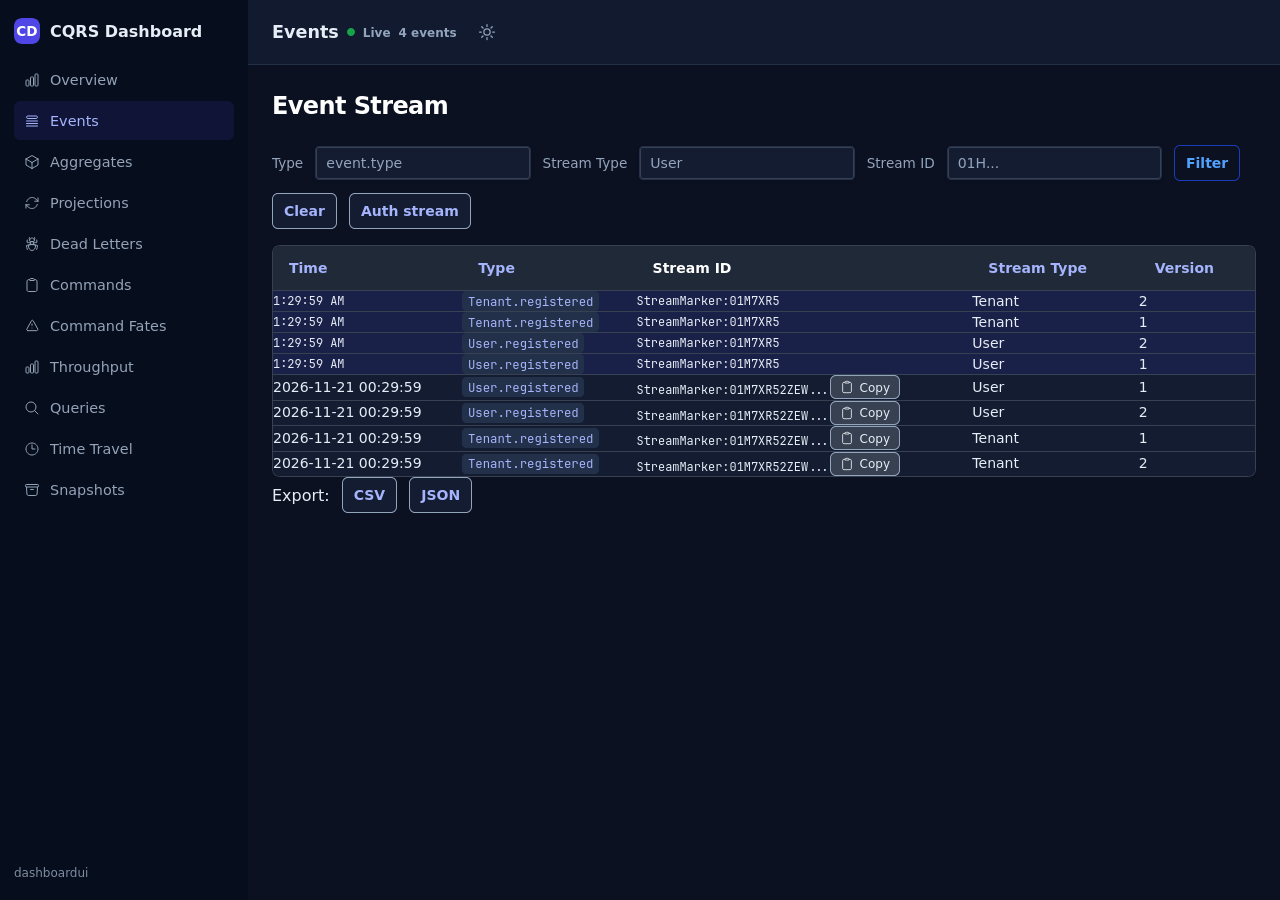 CD CQRS Dashboard
Overview
Events
Aggregates
Projections
Dead Letters
Commands
Command Fates
Throughput
Queries
Time Travel
Snapshots
dashboardui
Events Live 4 events
Event Stream
Type event.type Stream Type User Stream ID 01H... Filter
Clear Auth stream
Time Type Stream ID Stream Type Version
1:29:59 AM Tenant.registered StreamMarker:01M7XR5 Tenant 2
1:29:59 AM Tenant.registered StreamMarker:01M7XR5 Tenant 1
1:29:59 AM User.registered StreamMarker:01M7XR5 User 2
1:29:59 AM User.registered StreamMarker:01M7XR5 User 1
2026-11-21 00:29:59 User.registered StreamMarker:01M7XR52ZEW... Copy User 1
2026-11-21 00:29:59 User.registered StreamMarker:01M7XR52ZEW... Copy User 2
2026-11-21 00:29:59 Tenant.registered StreamMarker:01M7XR52ZEW... Copy Tenant 1
2026-11-21 00:29:59 Tenant.registered StreamMarker:01M7XR52ZEW... Copy Tenant 2
Export: CSV JSON